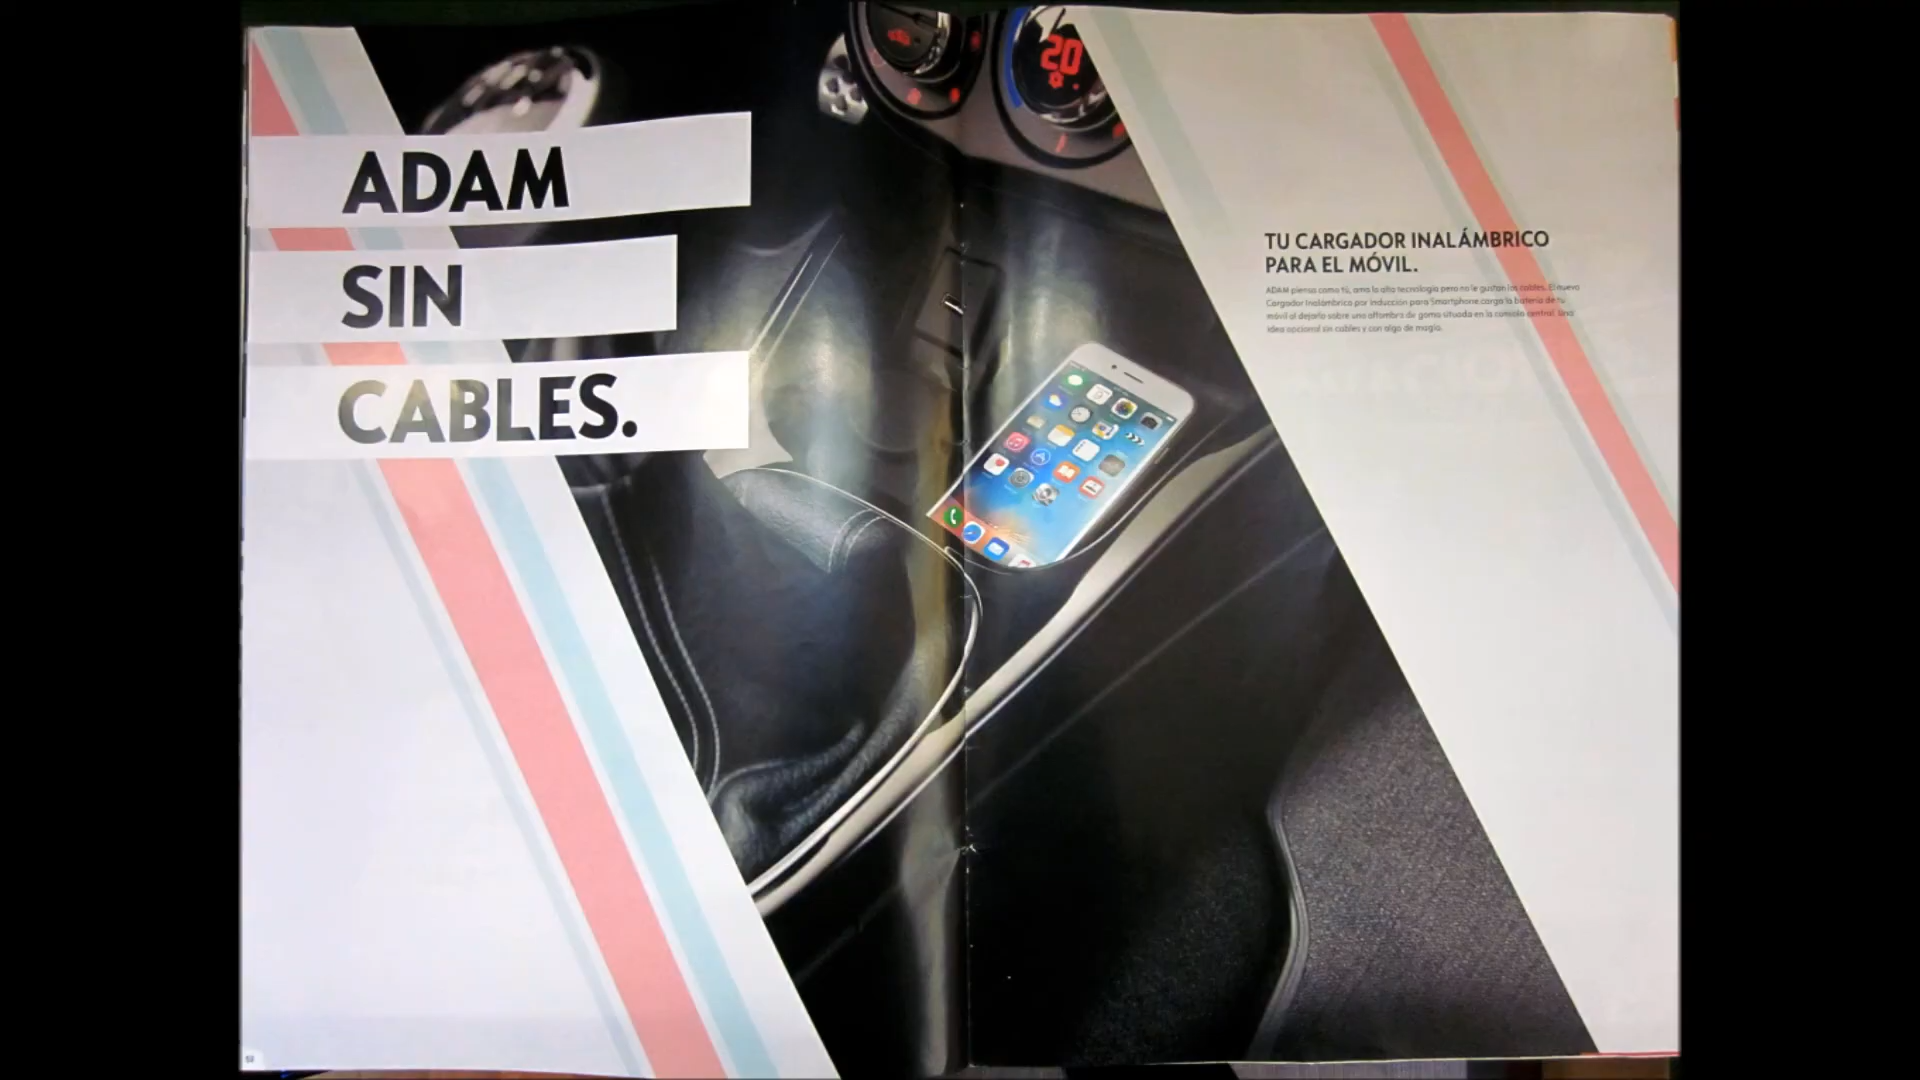 ADAM
SIN
CABLES.
20
TU CARGADOR INALÁMBRICO
PARA EL MÓVIL.
ADAM piensa como tú, ama la alta tecnología pero no le gustan los cables. El nuevo
Cargador Inalámbrico por inducción para Smartphone carga la batería de tu
móvil al dejarlo sobre una alfombra de goma situada en la consola central. Una
idea opcional sin cables y con algo de magia.